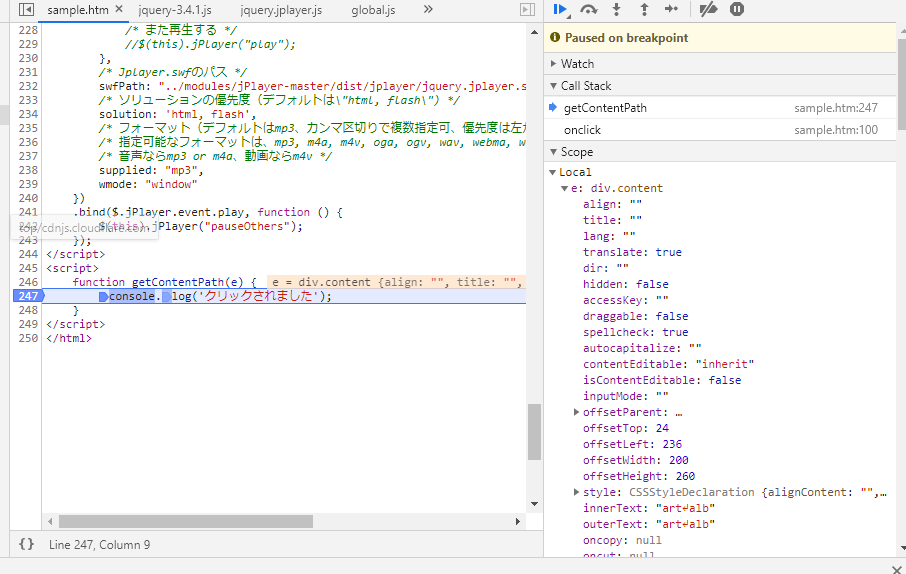 sample.htm × jquery-3.4.1.js jquery.jplayer.js global.js »
228 /* また再生する */
229 //$(this).jPlayer("play");
230 },
231 /* Jplayer.swfのパス */
232 swfPath: "../modules/jPlayer-master/dist/jplayer/jquery.jplayer.s
233 /* ソリューションの優先度（デフォルトは\"html, flash\"）*/
234 solution: 'html, flash',
235 /* フォーマット（デフォルトはmp3、カンマ区切りで複数指定可、優先度は左か
236 /* 指定可能なフォーマットは、mp3, m4a, m4v, oga, ogv, wav, webma, w
237 /* 音声ならmp3 or m4a、動画ならm4v */
238 supplied: "mp3",
239 wmode: "window"
240 })
241 .bind($.jPlayer.event.play, function () {
242 $(this).jPlayer("pauseOthers");
top/cdnjs.cloudflare.com
243 });
244 </script>
245 <script>
246 function getContentPath(e) { e = div.content {align: "", title: "",
247 console.log('クリックされました');
248 }
249 </script>
250 </html>
{} Line 247, Column 9
Paused on breakpoint
Watch
Call Stack
getContentPath sample.htm:247
onclick sample.htm:100
Scope
Local
e: div.content
align: ""
title: ""
lang: ""
translate: true
dir: ""
hidden: false
accessKey: ""
draggable: false
spellcheck: true
autocapitalize: ""
contentEditable: "inherit"
isContentEditable: false
inputMode: ""
offsetParent: …
offsetTop: 24
offsetLeft: 236
offsetWidth: 200
offsetHeight: 260
style: CSSStyleDeclaration {alignContent: "",…
innerText: "art↵alb"
outerText: "art↵alb"
oncopy: null
oncut: null